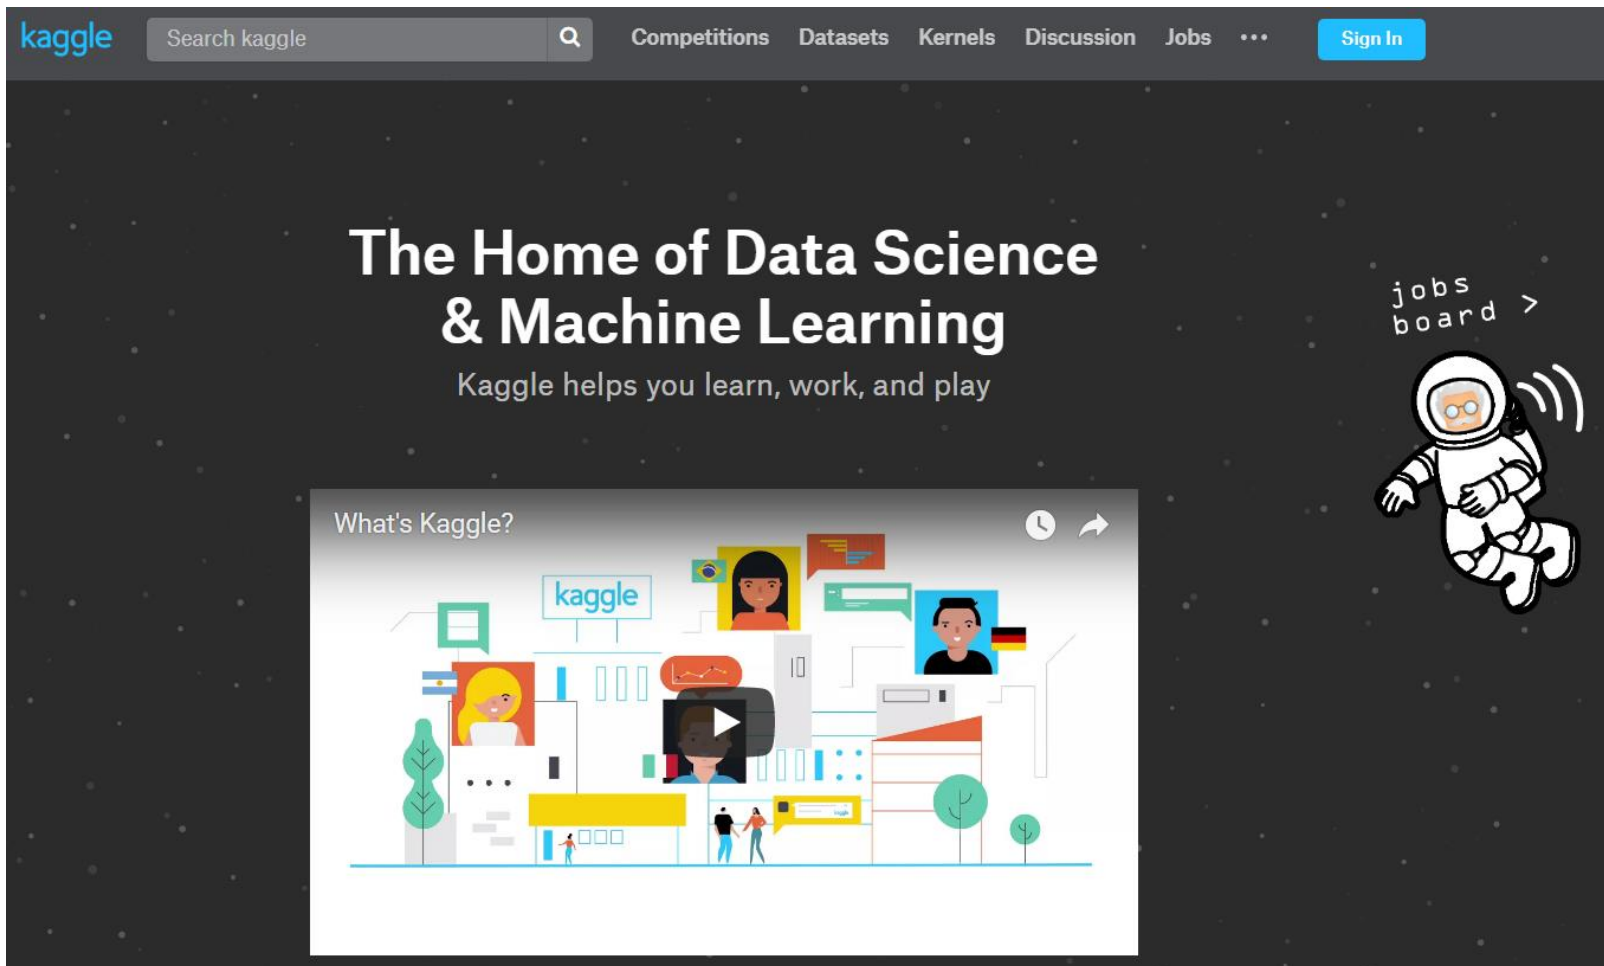 kaggle
Search kaggle
Competitions Datasets Kernels Discussion Jobs ••• Sign In
The Home of Data Science
& Machine Learning
Kaggle helps you learn, work, and play
jobs
board >
What's Kaggle?
kaggle
kaggle